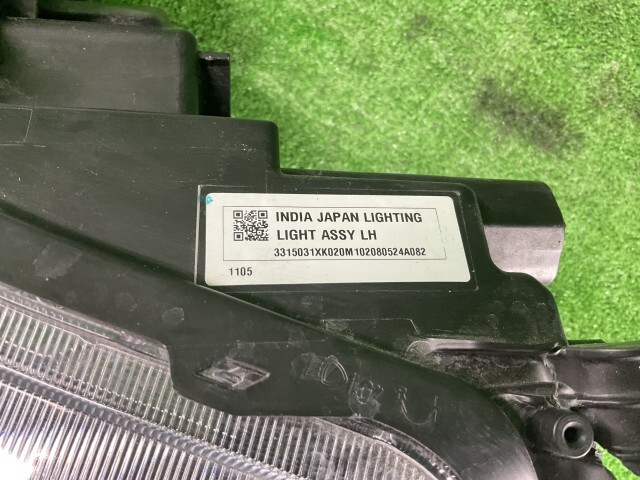 INDIA JAPAN LIGHTING
LIGHT ASSY LH
3315031XK020M102080524A082
1105